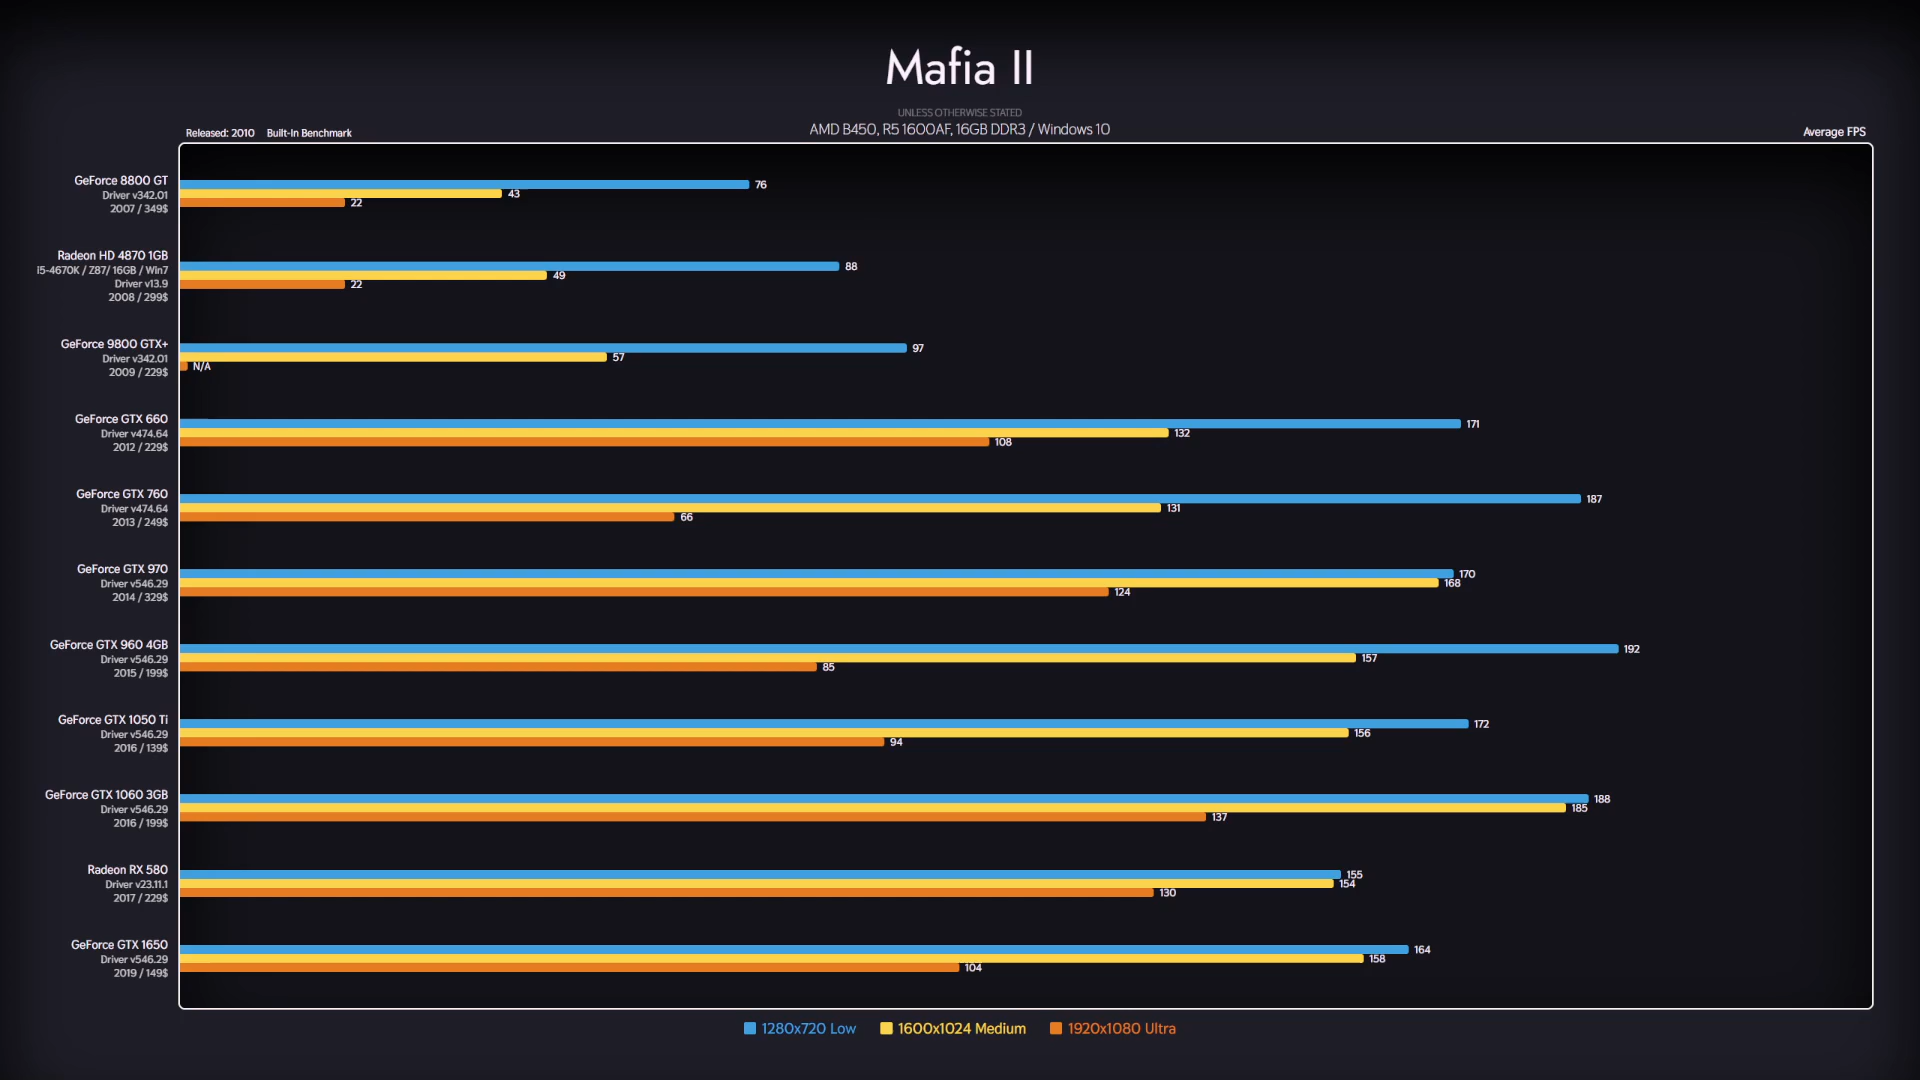 Mafia II
UNLESS OTHERWISE STATED
AMD B450, R5 1600AF, 16GB DDR3 / Windows 10
Released: 2010 Built-In Benchmark
Average FPS
GeForce 8800 GT
Driver v342.01
2007 / 349$
76
43
22
Radeon HD 4870 1GB
i5-4670K / Z87/ 16GB / Win7
Driver v13.9
2008 / 299$
88
49
22
GeForce 9800 GTX+
Driver v342.01
2009 / 229$
97
57
N/A
GeForce GTX 660
Driver v474.64
2012 / 229$
171
132
108
GeForce GTX 760
Driver v474.64
2013 / 249$
187
131
66
GeForce GTX 970
Driver v546.29
2014 / 329$
170
168
124
GeForce GTX 960 4GB
Driver v546.29
2015 / 199$
192
157
85
GeForce GTX 1050 Ti
Driver v546.29
2016 / 139$
172
156
94
GeForce GTX 1060 3GB
Driver v546.29
2016 / 199$
188
185
137
Radeon RX 580
Driver v23.11.1
2017 / 229$
155
154
130
GeForce GTX 1650
Driver v546.29
2019 / 149$
164
158
104
1280x720 Low 1600x1024 Medium 1920x1080 Ultra